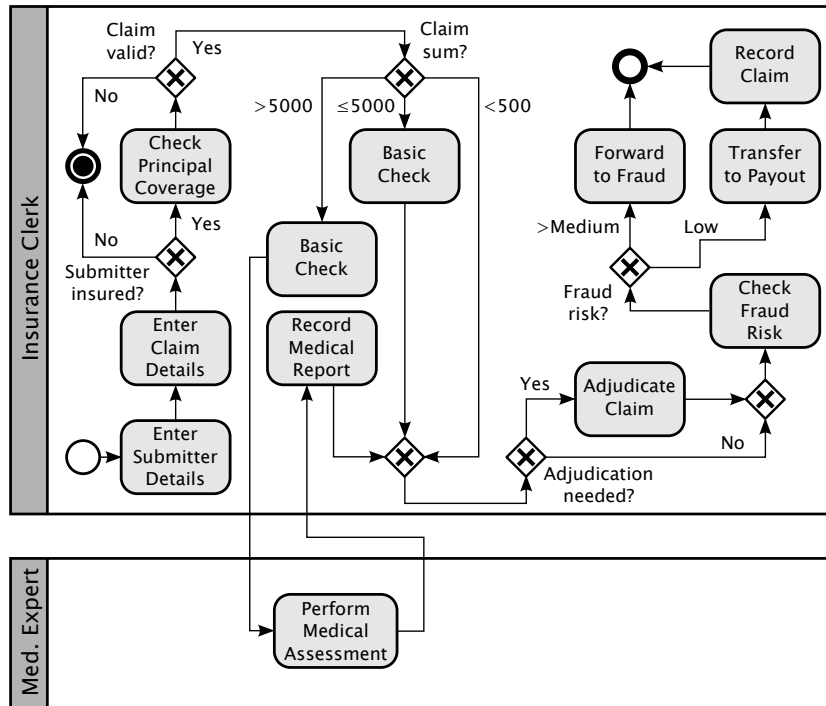 Insurance Clerk
Claim
valid?
Yes
No
Check
Principal
Coverage
Yes
No
Submitter
insured?
Enter
Claim
Details
Enter
Submitter
Details
Claim
sum?
>5000
≤5000
<500
Basic
Check
Basic
Check
Record
Medical
Report
Record
Claim
Forward
to Fraud
Transfer
to Payout
>Medium
Low
Fraud
risk?
Check
Fraud
Risk
Yes
Adjudicate
Claim
No
Adjudication
needed?
Med. Expert
Perform
Medical
Assessment